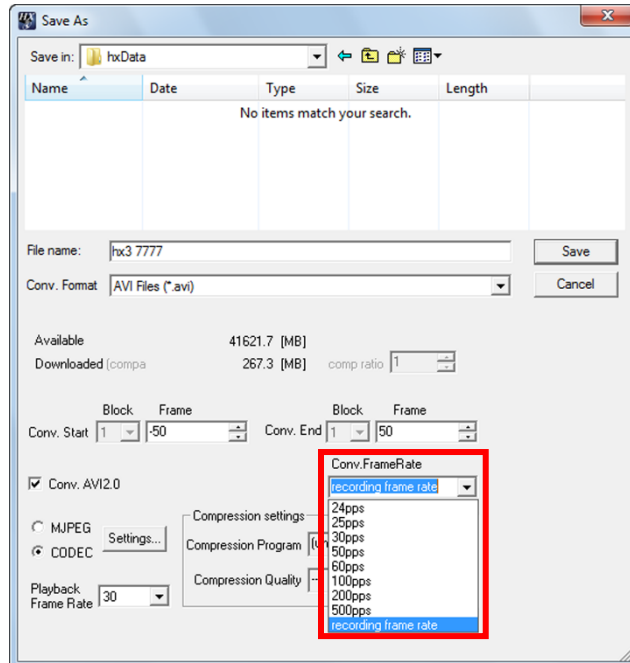 Save As
Save in: hxData
Name Date Type Size Length
No items match your search.
File name: hx3 7777 Save
Conv. Format AVI Files (*.avi) Cancel
Available 41621.7 [MB]
Downloaded (compa 267.3 [MB] comp ratio 1
Block Frame Block Frame
Conv. Start 1 -50 Conv. End 1 50
Conv.FrameRate
Conv. AVI2.0 recording frame rate
24pps
25pps
30pps
50pps
60pps
100pps
200pps
500pps
recording frame rate
Compression settings
MJPEG
CODEC
Settings...
Compression Program
Compression Quality --
Playback
Frame Rate 30